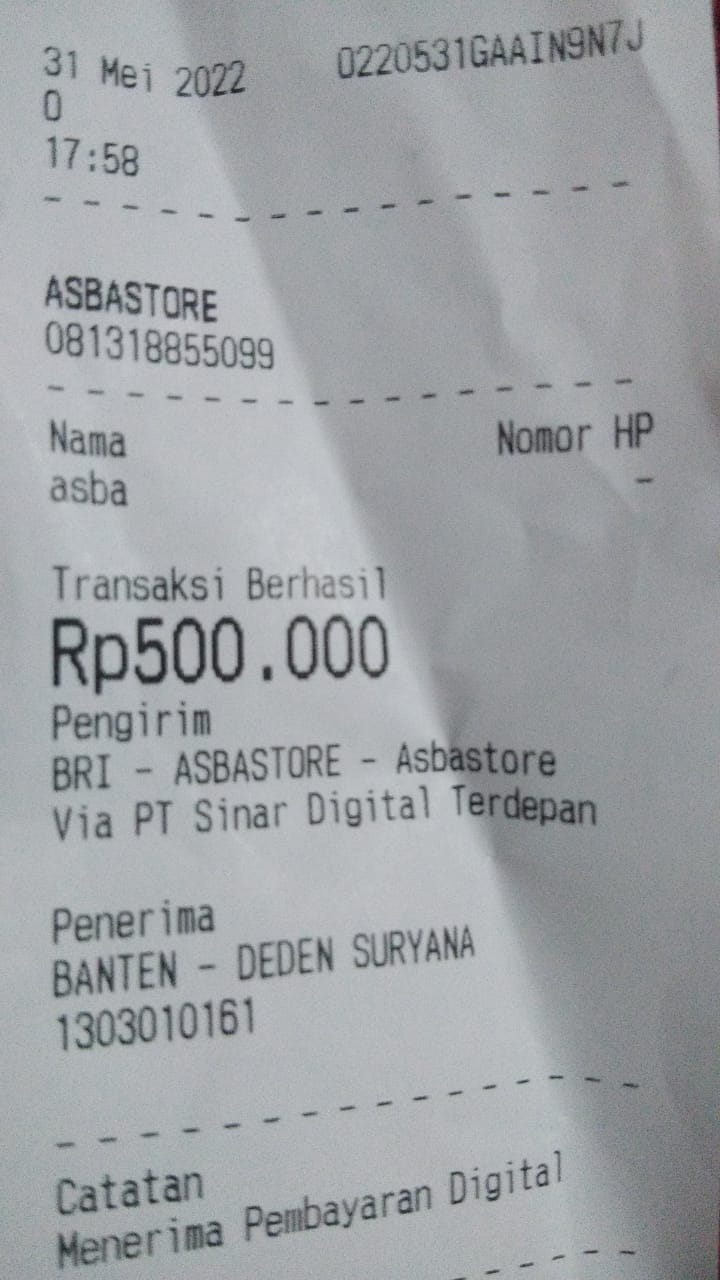 31 Mei 2022 0220531GAAIN9N7J
0
17:58
ASBASTORE
081318855099
Nama Nomor HP
asba -
Transaksi Berhasil
Rp500.000
Pengirim
BRI - ASBASTORE - Asbastore
Via PT Sinar Digital Terdepan
Penerima
BANTEN - DEDEN SURYANA
1303010161
Catatan
Menerima Pembayaran Digital